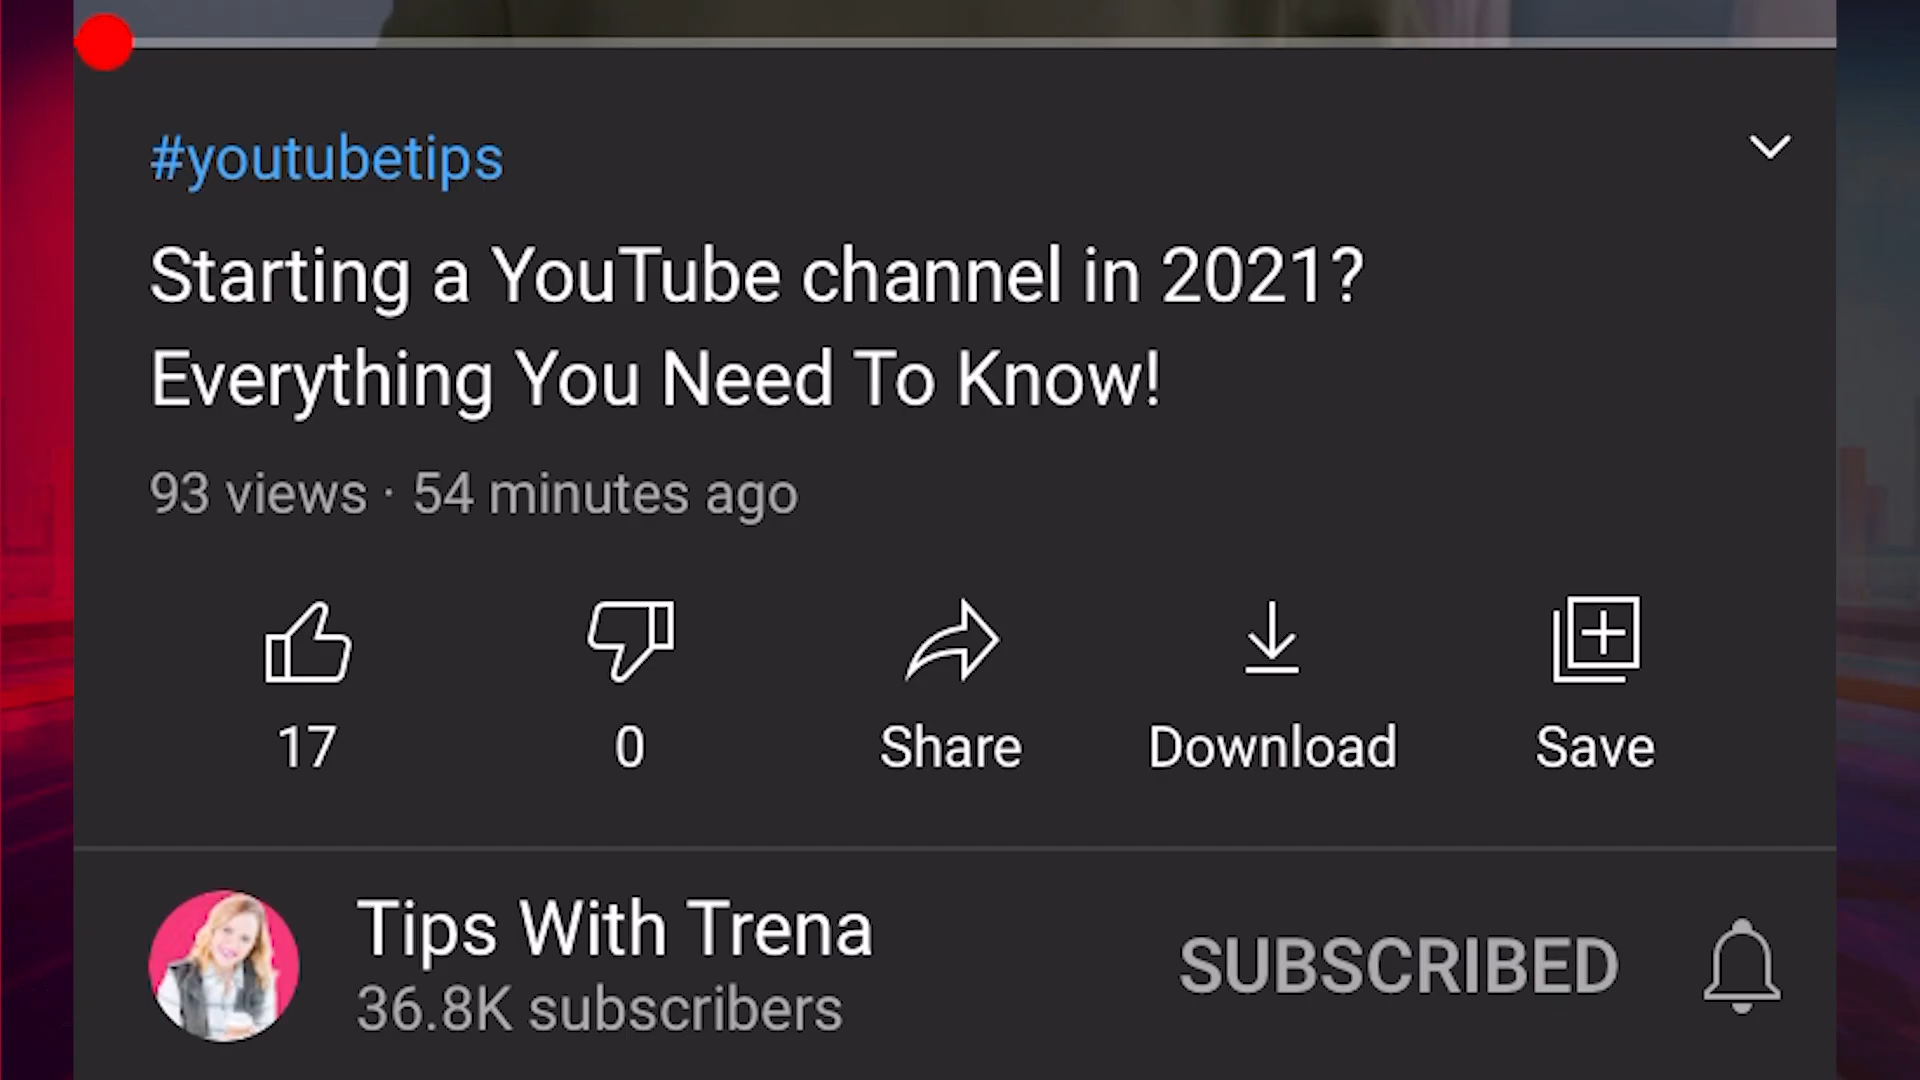 #youtubetips
Starting a YouTube channel in 2021?
Everything You Need To Know!
93 views · 54 minutes ago
17
0
Share
Download
Save
Tips With Trena
36.8K subscribers
SUBSCRIBED